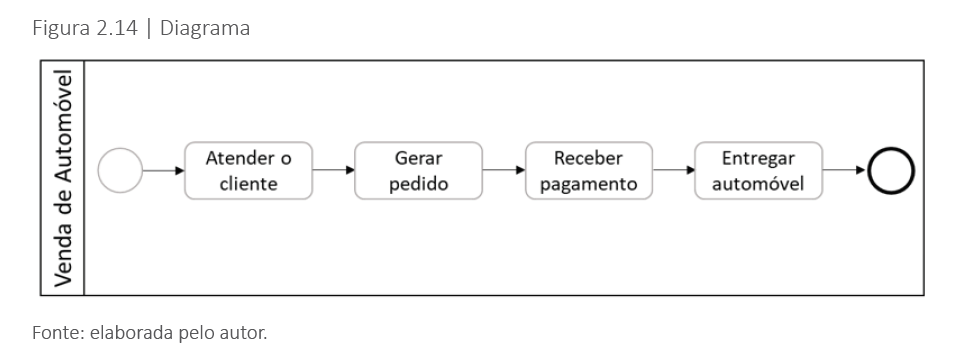 Figura 2.14 | Diagrama
Venda de Automóvel
Atender o
cliente
Gerar
pedido
Receber
pagamento
Entregar
automóvel
Fonte: elaborada pelo autor.